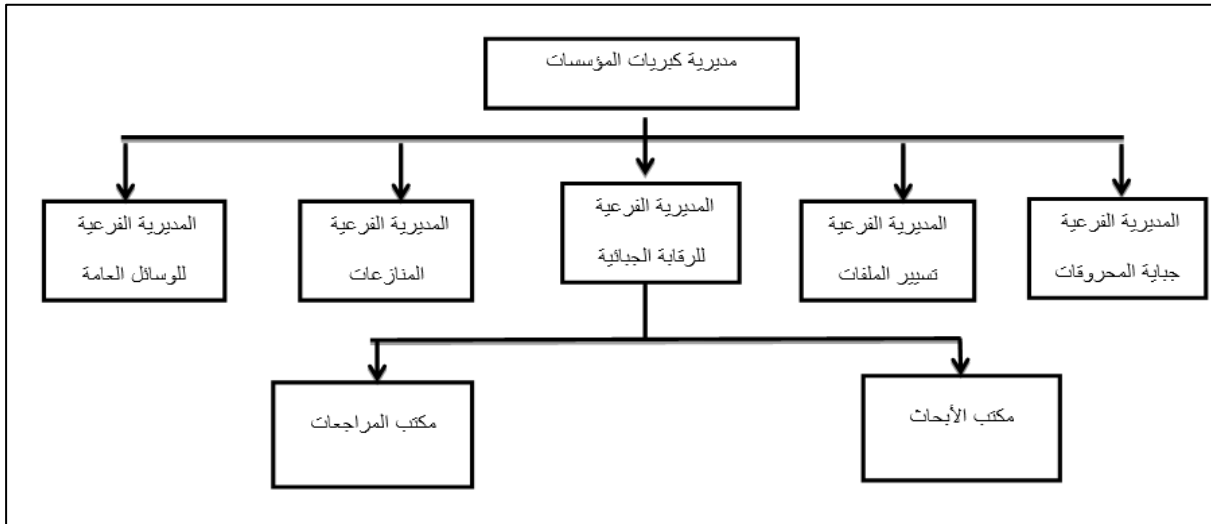 مديرية كبريات المؤسسات
المديرية الفرعية
جباية المحروقات
المديرية الفرعية
تسيير الملفات
المديرية الفرعية
للرقابة الجبائية
المديرية الفرعية
المنازعات
المديرية الفرعية
للوسائل العامة
مكتب الأبحاث
مكتب المراجعات